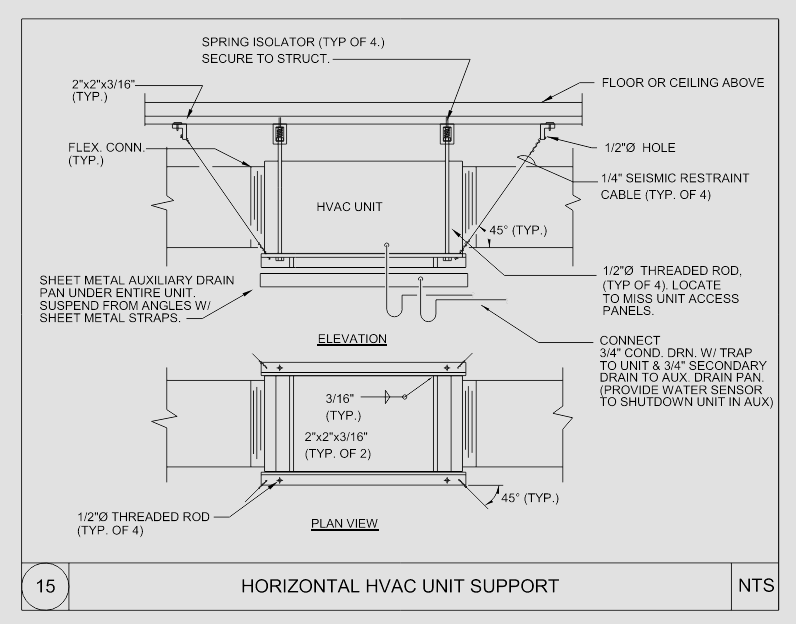 SPRING ISOLATOR (TYP OF 4.)
SECURE TO STRUCT.
2"x2"x3/16"
(TYP.)
FLOOR OR CEILING ABOVE
FLEX. CONN.
(TYP.)
1/2"Ø HOLE
1/4" SEISMIC RESTRAINT
CABLE (TYP. OF 4)
HVAC UNIT
45° (TYP.)
SHEET METAL AUXILIARY DRAIN
PAN UNDER ENTIRE UNIT.
SUSPEND FROM ANGLES W/
SHEET METAL STRAPS.
1/2"Ø THREADED ROD,
(TYP OF 4). LOCATE
TO MISS UNIT ACCESS
PANELS.
ELEVATION
CONNECT
3/4" COND. DRN. W/ TRAP
TO UNIT & 3/4" SECONDARY
DRAIN TO AUX. DRAIN PAN.
(PROVIDE WATER SENSOR
TO SHUTDOWN UNIT IN AUX)
3/16"
(TYP.)
2"x2"x3/16"
(TYP. OF 2)
45° (TYP.)
1/2"Ø THREADED ROD
(TYP. OF 4)
PLAN VIEW
15
HORIZONTAL HVAC UNIT SUPPORT
NTS